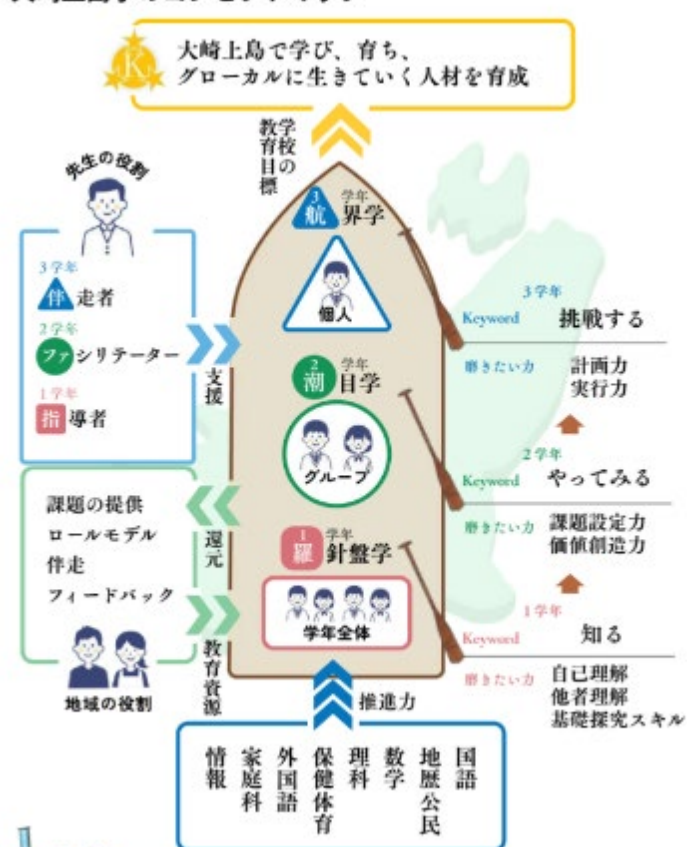 K
大崎上島で学び、育ち、
グローカルに生きていく人材を育成
学校の
教育目標
先生の役割
3学年
伴走者
2学年
ファシリテーター
1学年
指導者
支援
3学年
航界学
個人
2学年
潮目学
グループ
1学年
羅針盤学
学年全体
3学年
Keyword 挑戦する
磨きたい力 計画力
実行力
2学年
Keyword やってみる
磨きたい力 課題設定力
価値創造力
1学年
Keyword 知る
磨きたい力 自己理解
他者理解
基礎探究スキル
課題の提供
ロールモデル
伴走
フィードバック
地域の役割
還元
教育資源
推進力
国語
地歴公民
数学
理科
保健体育
外国語
家庭科
情報